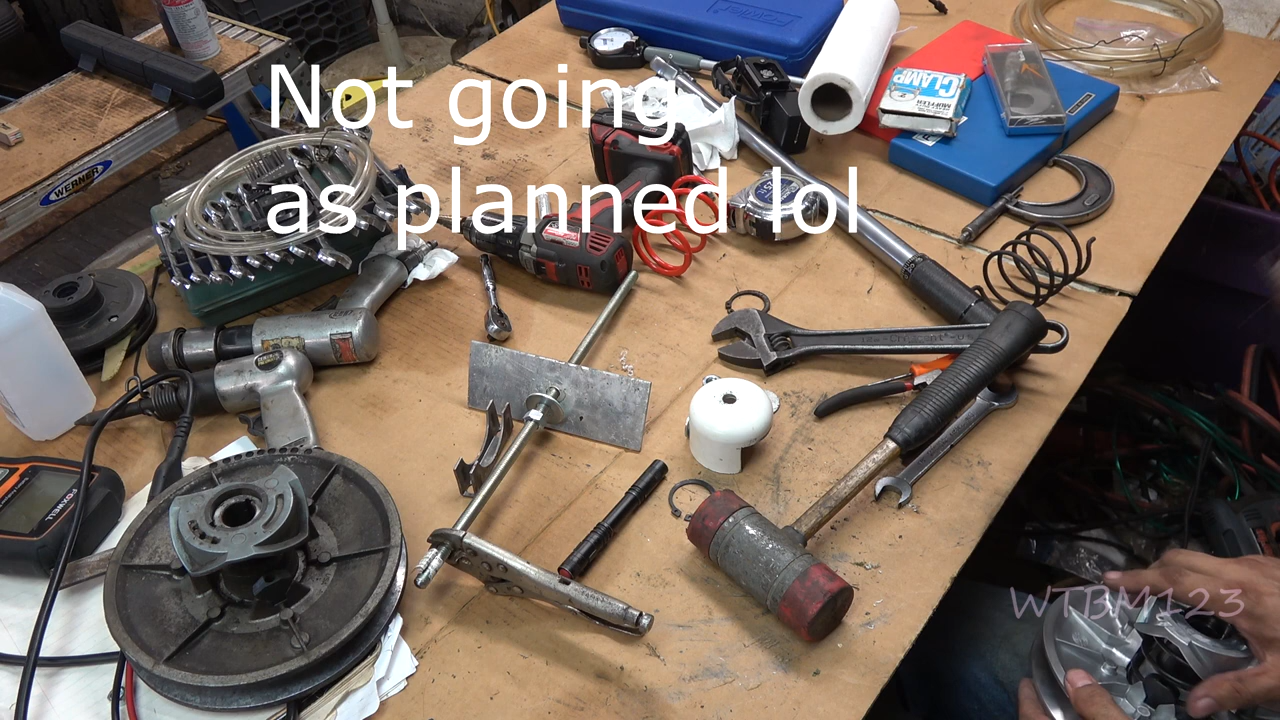 Not going
as planned lol
WERNER
CLAMP
MUFFLER
FOXWELL
WTBM123